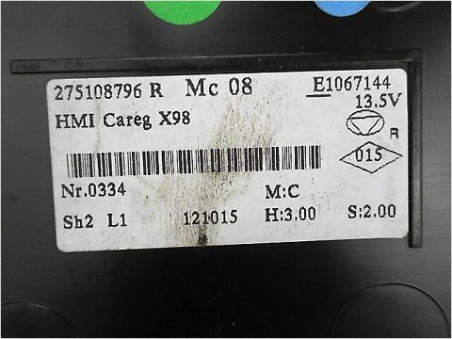 275108796 R Mc 08 E1067144
13.5V
HMI Careg X98
R
015
Nr.0334 M:C
Sh2 L1 121015 H:3.00 S:2.00